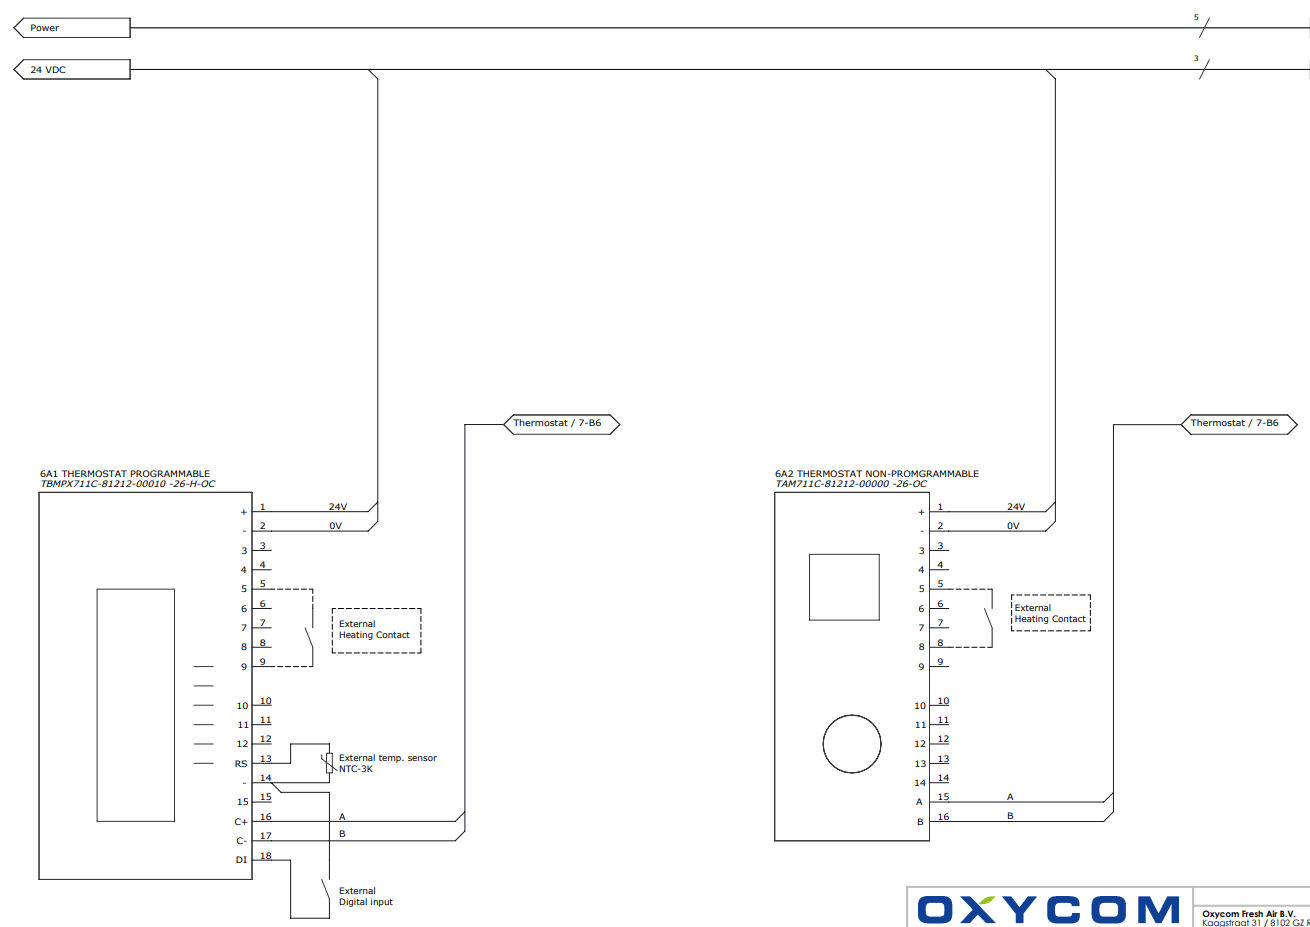 Power
5
24 VDC
3
Thermostat / 7-B6
Thermostat / 7-B6
6A1 THERMOSTAT PROGRAMMABLE
TBMPX711C-81212-00010 -26-H-OC
+ 1 24V
- 2 0V
3 3
4 4
5 5
6 6
7 7
8 8
9 9
External
Heating Contact
10 10
11 11
12 12
RS 13
- 14
15 15
C+ 16 A
C- 17 B
DI 18
External temp. sensor
NTC-3K
External
Digital input
6A2 THERMOSTAT NON-PROMGRAMMABLE
TAM711C-81212-00000 -26-OC
+ 1 24V
- 2 0V
3 3
4 4
5 5
6 6
7 7
8 8
9 9
External
Heating Contact
10 10
11 11
12 12
13 13
14 14
A 15 A
B 16 B
OXYCOM
Oxycom Fresh Air B.V.
Kaagstraat 31 / 8102 GZ R